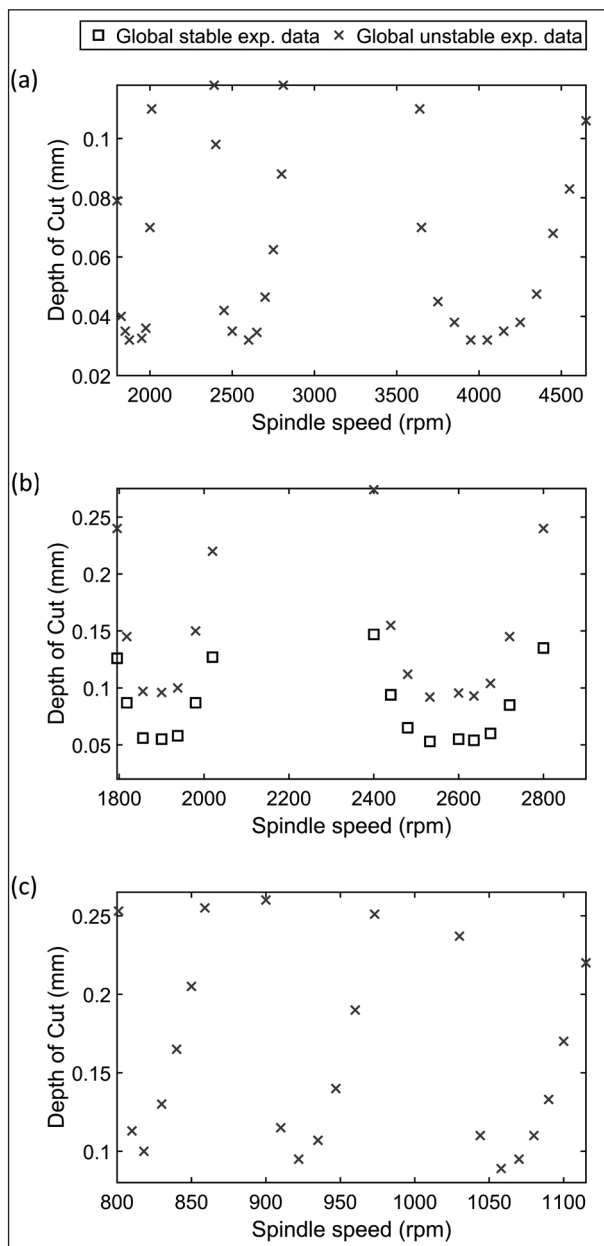 Global stable exp. data
Global unstable exp. data
(a)
0.1
0.08
0.06
0.04
0.02
Depth of Cut (mm)
2000 2500 3000 3500 4000 4500
Spindle speed (rpm)
(b)
0.25
0.2
0.15
0.1
0.05
Depth of Cut (mm)
1800 2000 2200 2400 2600 2800
Spindle speed (rpm)
(c)
0.25
0.2
0.15
0.1
Depth of Cut (mm)
800 850 900 950 1000 1050 1100
Spindle speed (rpm)